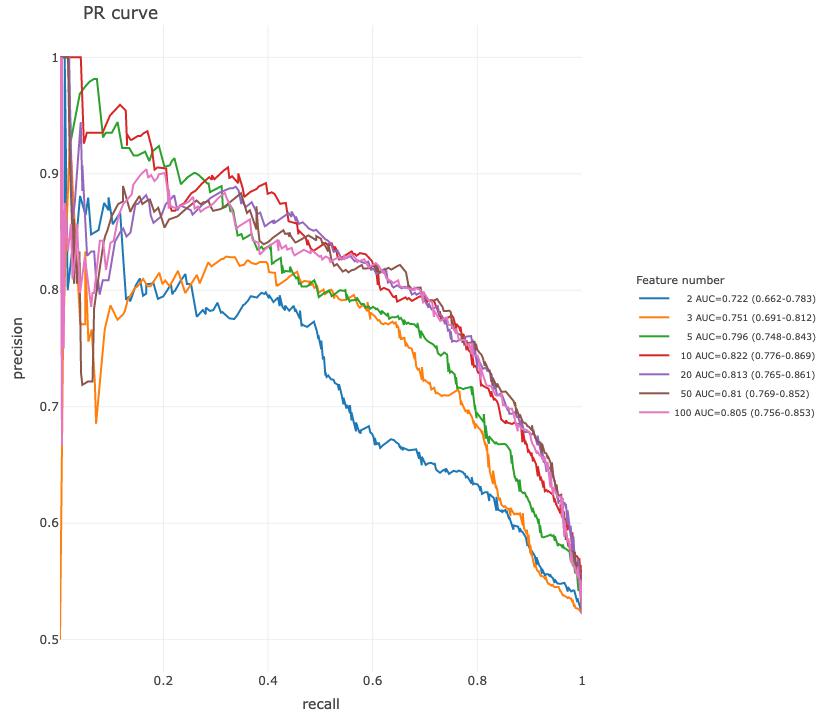 PR curve
1
0.9
0.8
0.7
0.6
0.5
precision
0.2
0.4
0.6
0.8
1
recall
Feature number
2 AUC=0.722 (0.662-0.783)
3 AUC=0.751 (0.691-0.812)
5 AUC=0.796 (0.748-0.843)
10 AUC=0.822 (0.776-0.869)
20 AUC=0.813 (0.765-0.861)
50 AUC=0.81 (0.769-0.852)
100 AUC=0.805 (0.756-0.853)